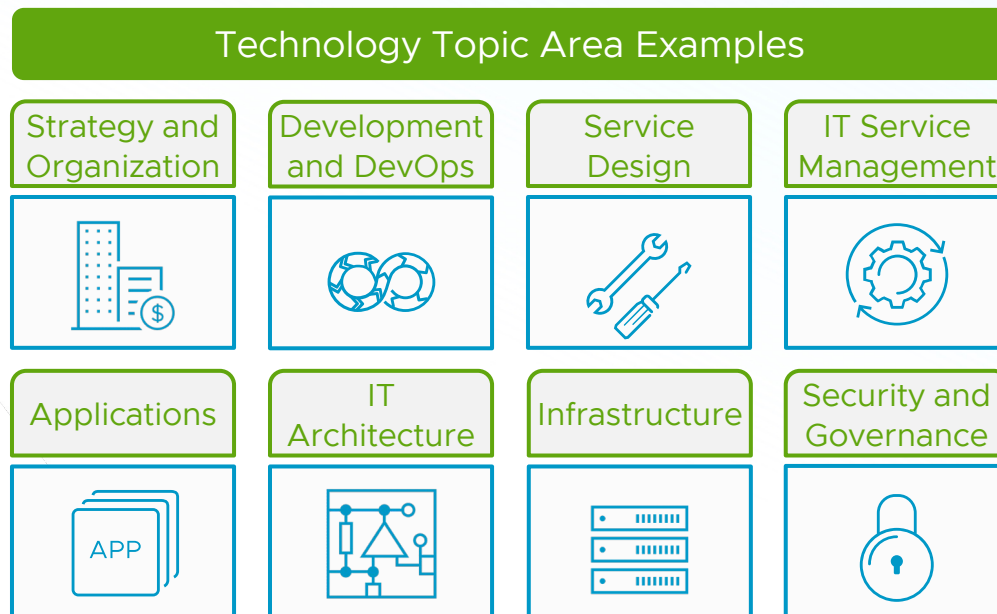 Technology Topic Area Examples
Strategy and
Organization
Development
and DevOps
Service
Design
IT Service
Management
$
Applications
IT
Architecture
Infrastructure
Security and
Governance
APP